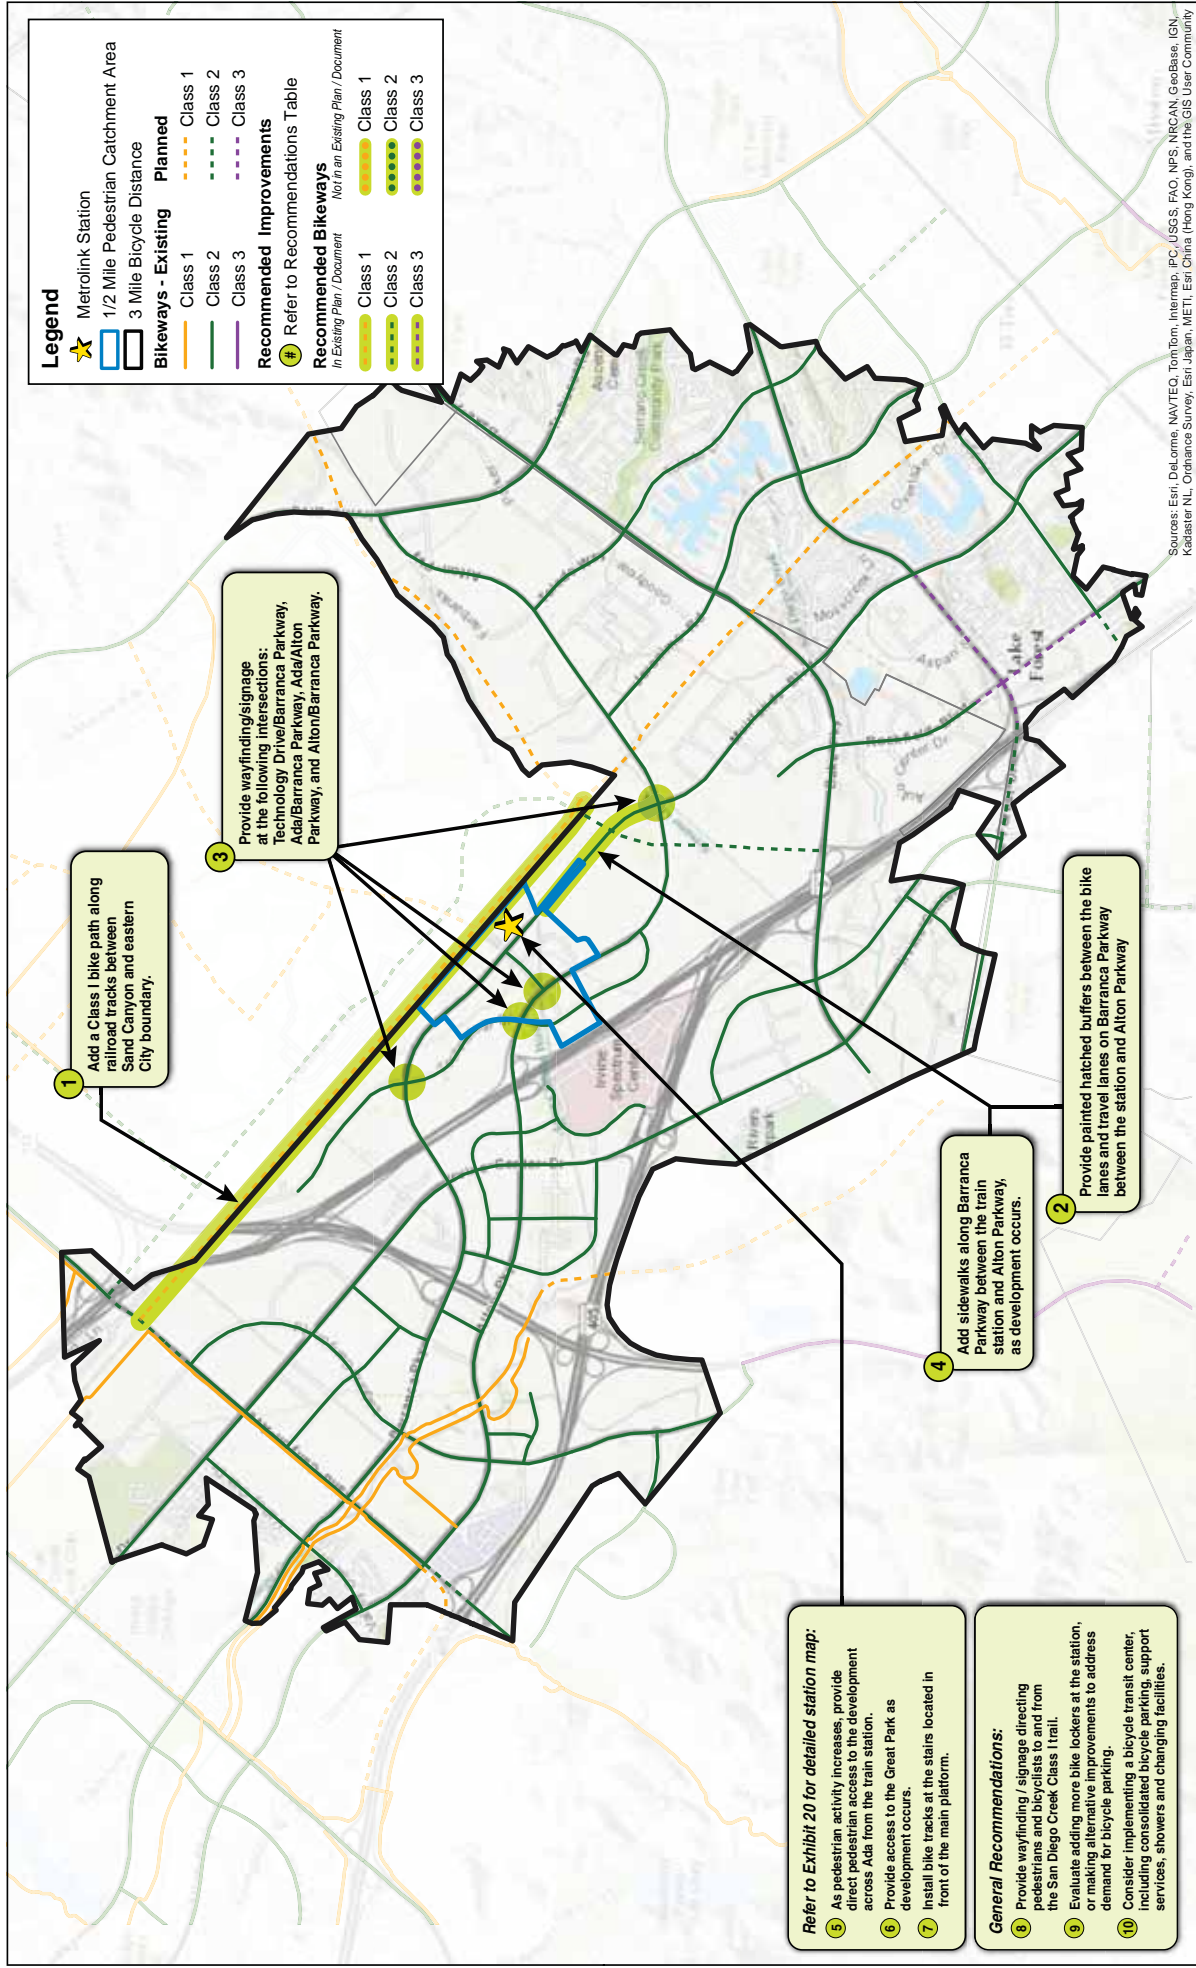 Legend
Metrolink Station
1/2 Mile Pedestrian Catchment Area
3 Mile Bicycle Distance
Bikeways - Existing
Planned
Class 1
Class 1
Class 2
Class 2
Class 3
Class 3
Recommended Improvements
# Refer to Recommendations Table
Recommended Bikeways
In Existing Plan / Document
Not in an Existing Plan / Document
Class 1
Class 1
Class 2
Class 2
Class 3
Class 3
1
Add a Class I bike path along
railroad tracks between
Sand Canyon and eastern
City boundary.
3
Provide wayfinding/signage
at the following intersections:
Technology Drive/Barranca Parkway,
Ada/Barranca Parkway, Ada/Alton
Parkway, and Alton/Barranca Parkway.
4
Add sidewalks along Barranca
Parkway between the train
station and Alton Parkway,
as development occurs.
2
Provide painted hatched buffers between the bike
lanes and travel lanes on Barranca Parkway
between the station and Alton Parkway
Refer to Exhibit 20 for detailed station map:
5 As pedestrian activity increases, provide
direct pedestrian access to the development
across Ada from the train station.
6 Provide access to the Great Park as
development occurs.
7 Install bike tracks at the stairs located in
front of the main platform.
General Recommendations:
8 Provide wayfinding / signage directing
pedestrians and bicyclists to and from
the San Diego Creek Class I trail.
9 Evaluate adding more bike lockers at the station,
or making alternative improvements to address
demand for bicycle parking.
10 Consider implementing a bicycle transit center,
including consolidated bicycle parking, support
services, showers and changing facilities.
Irvine
Spectrum
Center
Lake
Forest
405
Sources: Esri, DeLorme, NAVTEQ, TomTom, Intermap, iPC, USGS, FAO, NPS, NRCAN, GeoBase, IGN,
Kadaster NL, Ordnance Survey, Esri Japan, METI, Esri China (Hong Kong), and the GIS User Community